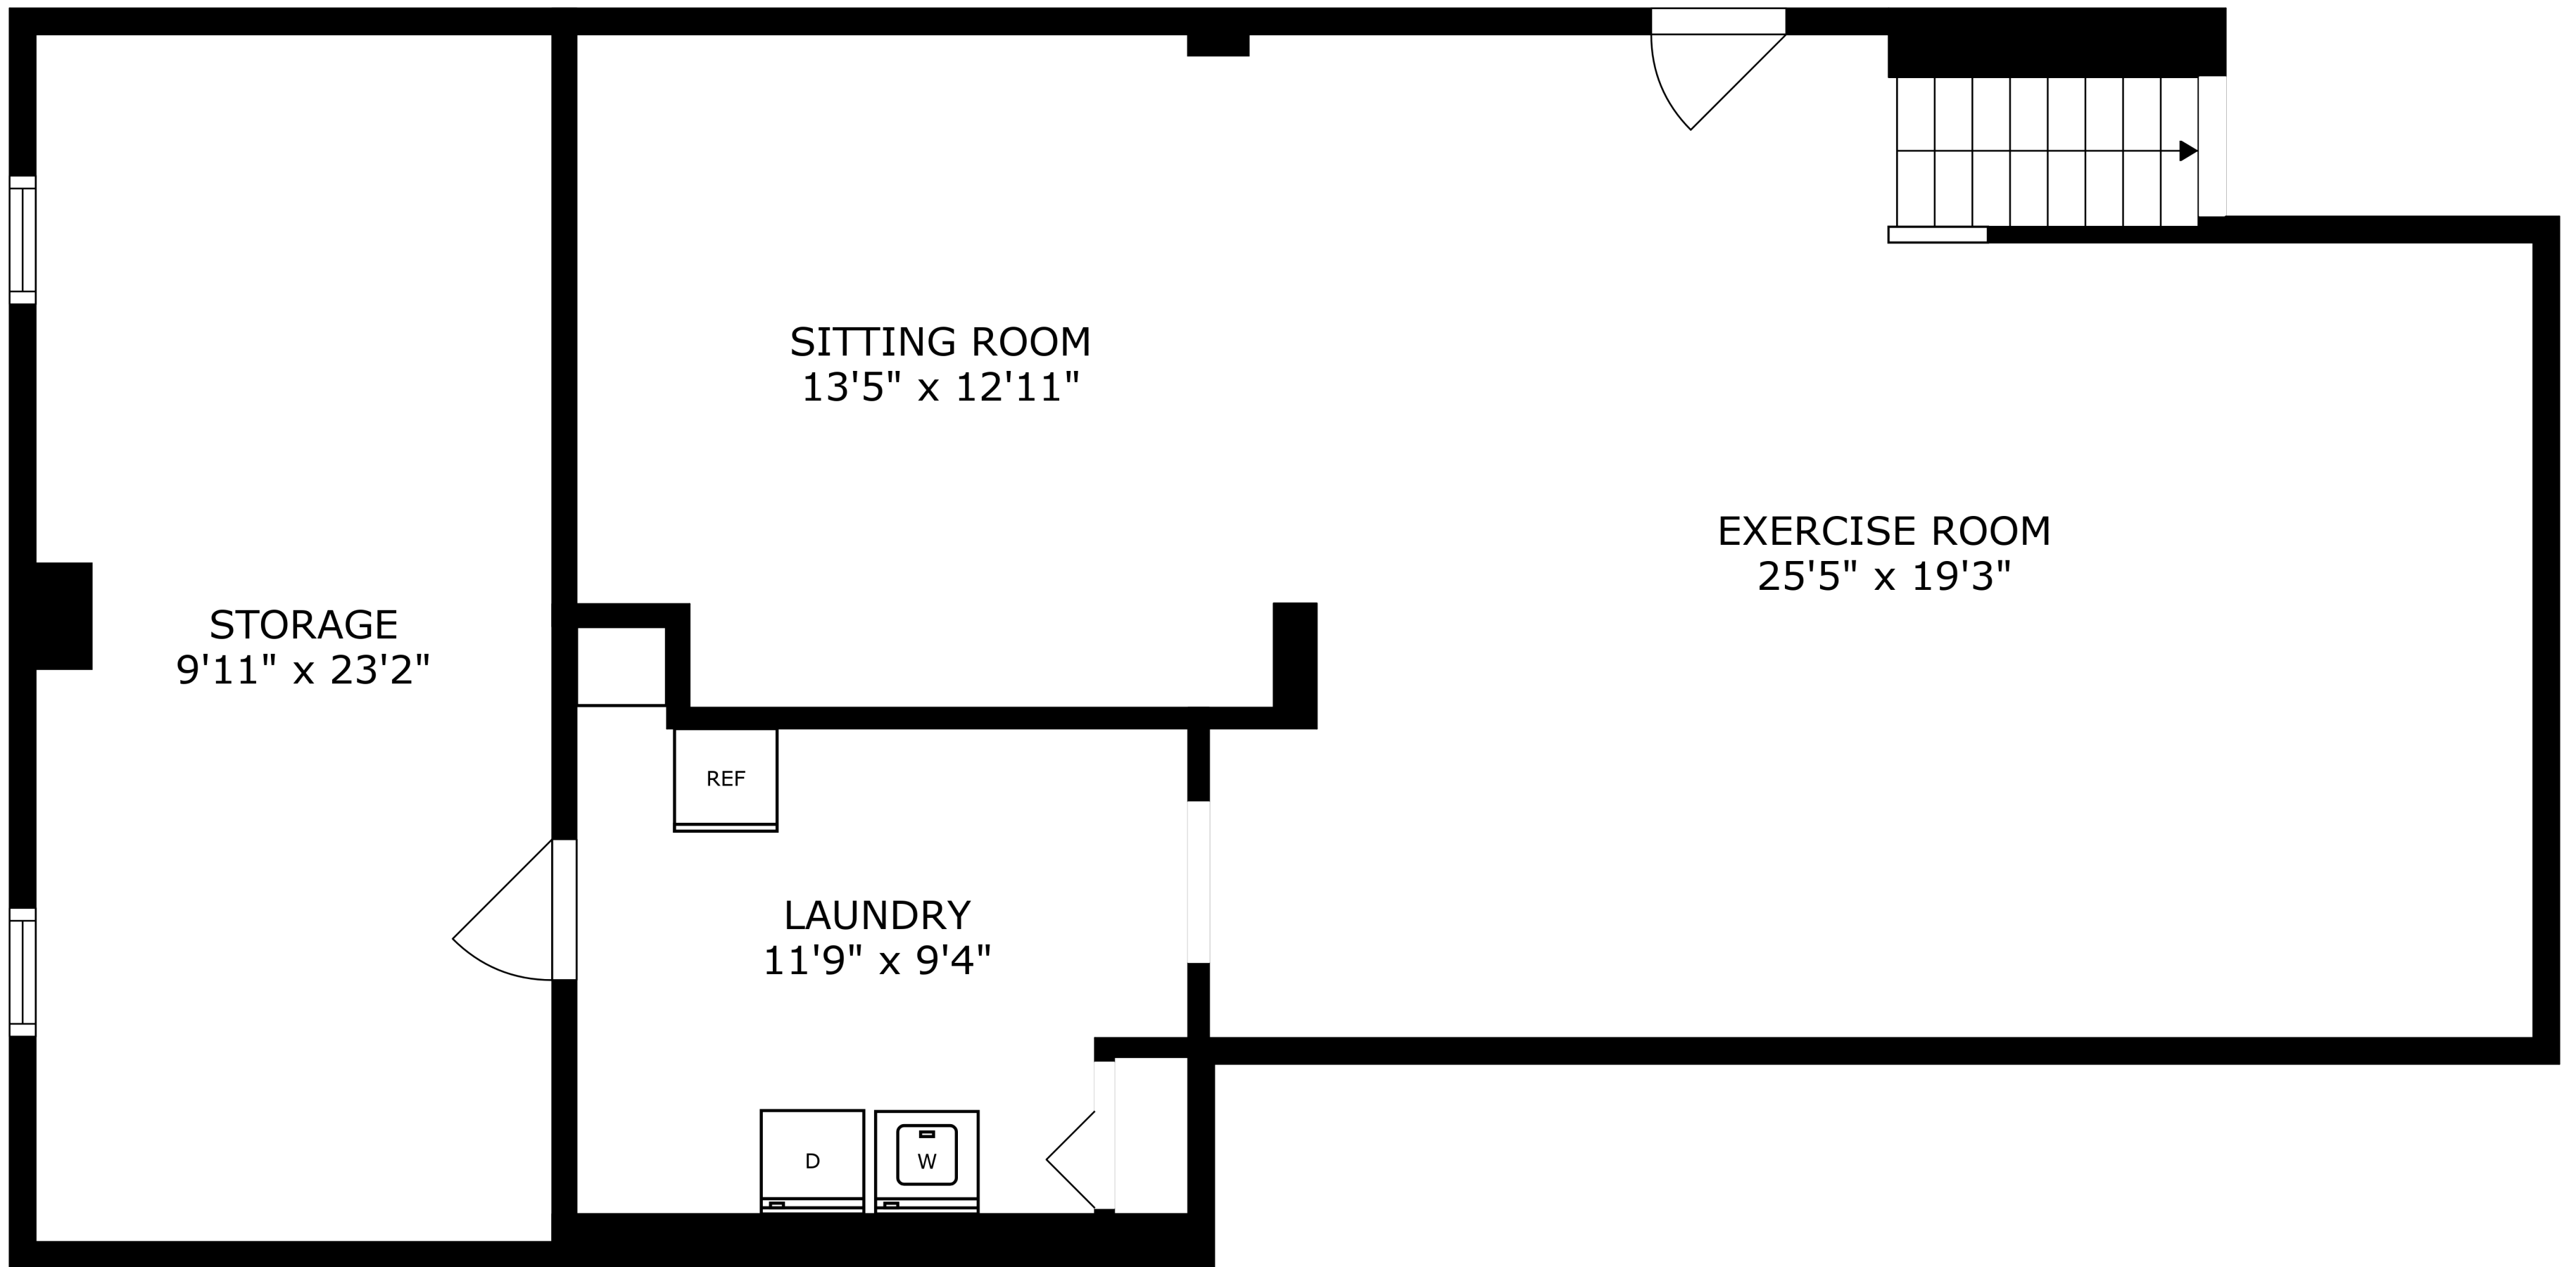 SITTING ROOM
13'5" x 12'11"
EXERCISE ROOM
25'5" x 19'3"
STORAGE
9'11" x 23'2"
REF
LAUNDRY
11'9" x 9'4"
D
W